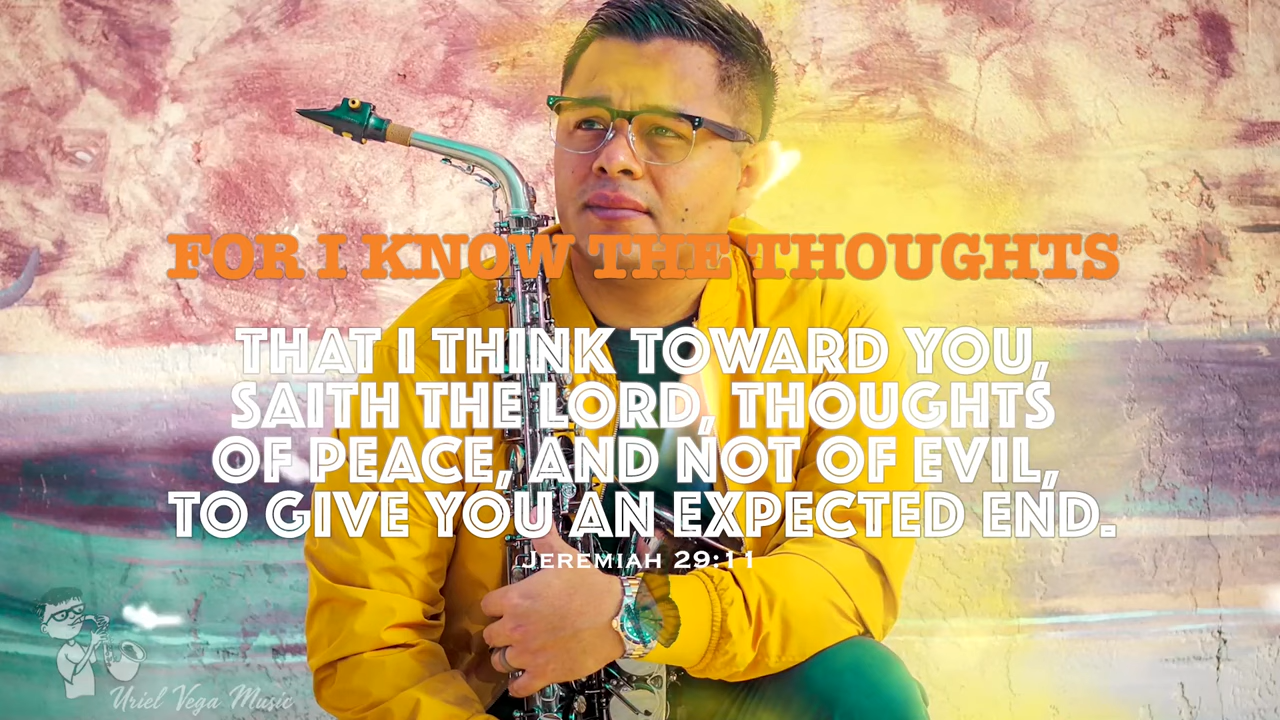 FOR I KNOW THE THOUGHTS
THAT I THINK TOWARD YOU,
SAITH THE LORD, THOUGHTS
OF PEACE, AND NOT OF EVIL,
TO GIVE YOU AN EXPECTED END.
JEREMIAH 29:11
Uriel Vega Music